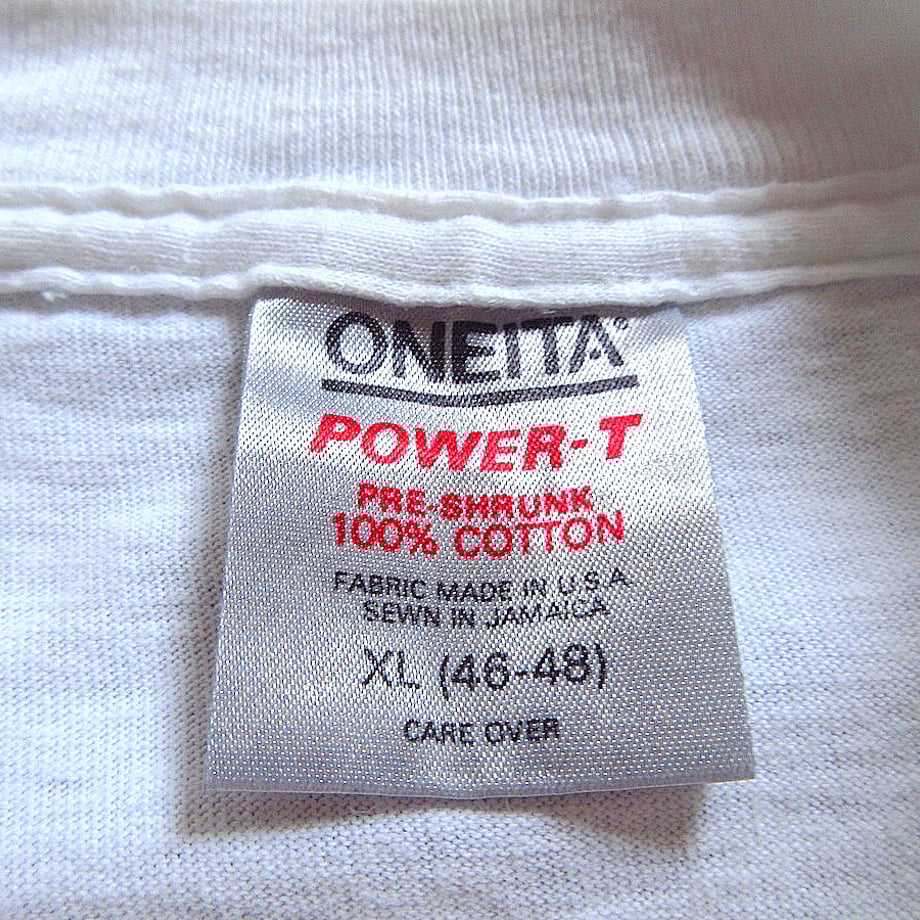 ONEITA®
POWER-T
PRE-SHRUNK
100% COTTON
FABRIC MADE IN U.S.A.
SEWN IN JAMAICA
XL (46-48)
CARE OVER